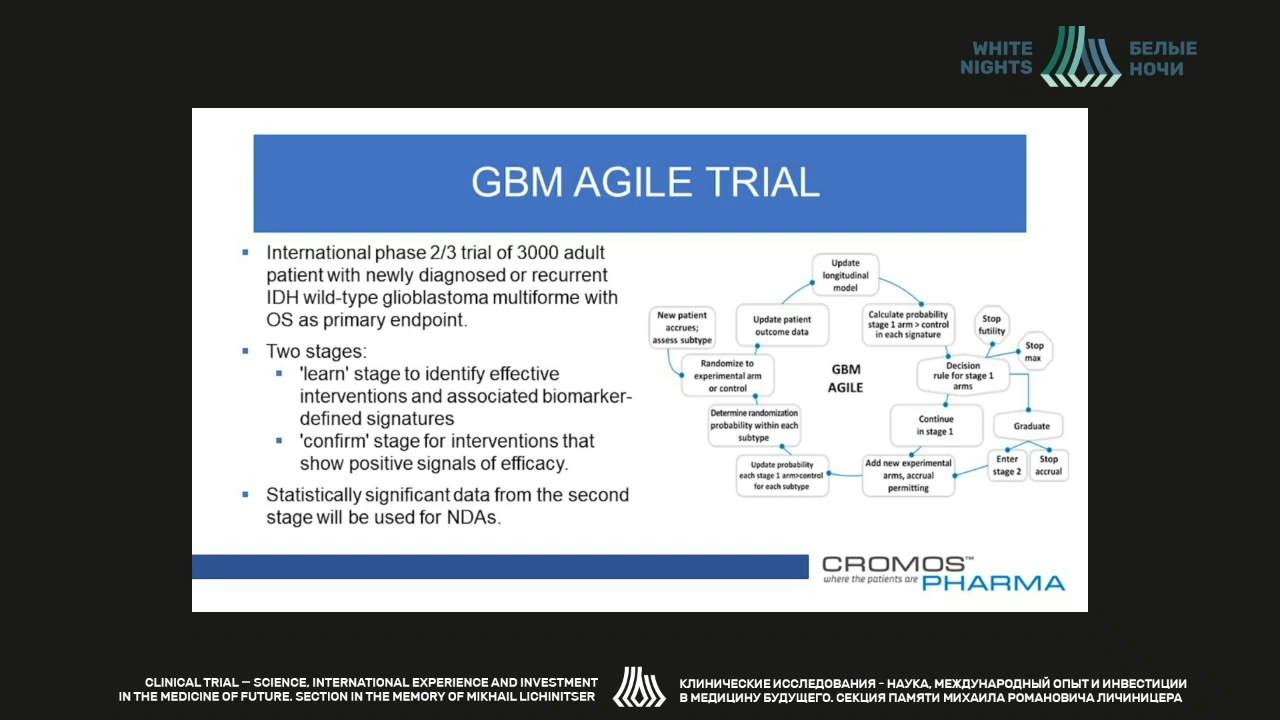 WHITE
NIGHTS
БЕЛЫЕ
НОЧИ
GBM AGILE TRIAL
International phase 2/3 trial of 3000 adult
patient with newly diagnosed or recurrent
IDH wild-type glioblastoma multiforme with
OS as primary endpoint.
Two stages:
'learn' stage to identify effective
interventions and associated biomarker-
defined signatures
'confirm' stage for interventions that
show positive signals of efficacy.
Statistically significant data from the second
stage will be used for NDAs.
Update
longitudinal
model
New patient
accrues;
assess subtype
Update patient
outcome data
Calculate probability
stage 1 arm > control
in each signature
Stop
futility
Stop
max
Randomize to
experimental arm
or control
GBM
AGILE
Decision
rule for stage 1
arms
Determine randomization
probability within each
subtype
Continue
in stage 1
Graduate
Update probability
each stage 1 arm>control
for each subtype
Add new experimental
arms, accrual
permitting
Enter
stage 2
Stop
accrual
CROMOS™
where the patients are
PHARMA
CLINICAL TRIAL – SCIENCE, INTERNATIONAL EXPERIENCE AND INVESTMENT
IN THE MEDICINE OF FUTURE. SECTION IN THE MEMORY OF MIKHAIL LICHINITSER
КЛИНИЧЕСКИЕ ИССЛЕДОВАНИЯ - НАУКА, МЕЖДУНАРОДНЫЙ ОПЫТ И ИНВЕСТИЦИИ
В МЕДИЦИНУ БУДУЩЕГО. СЕКЦИЯ ПАМЯТИ МИХАИЛА РОМАНОВИЧА ЛИЧИНИЦЕРА